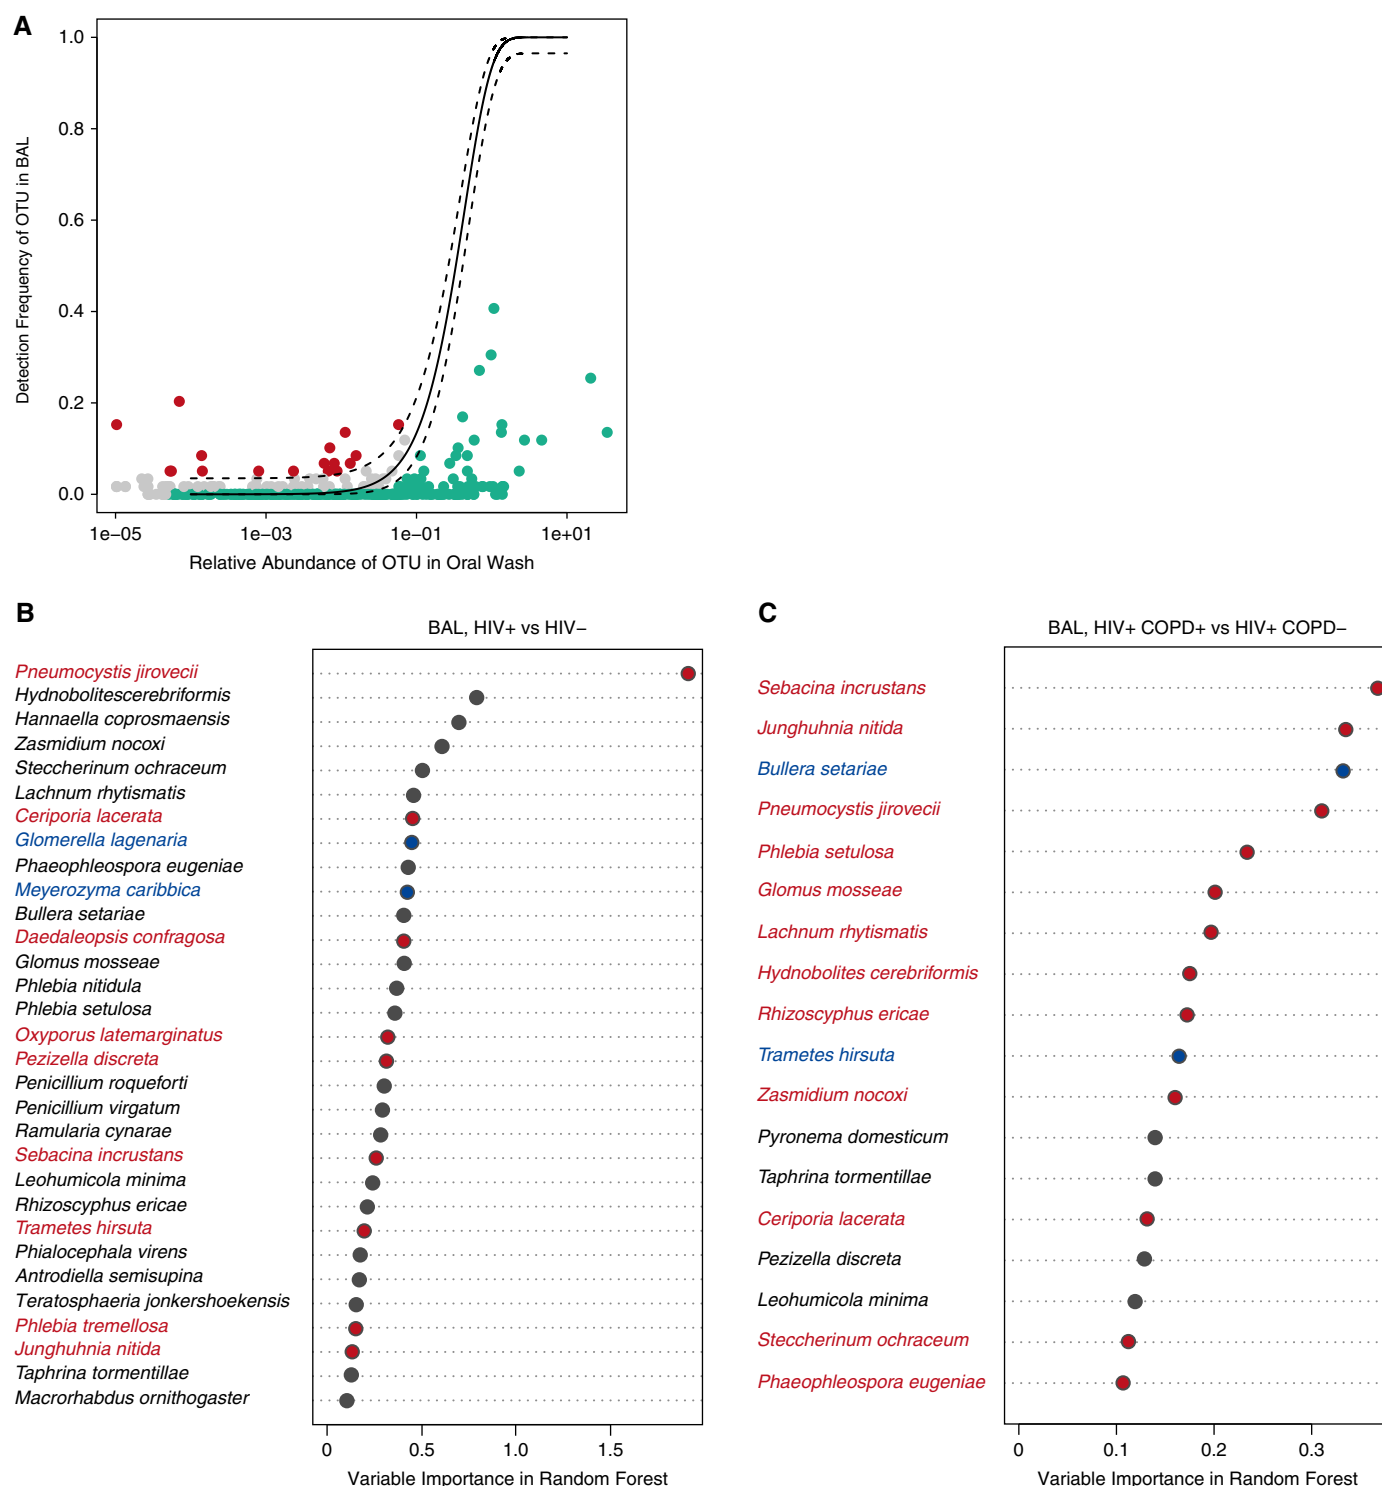 A
1.0
0.8
0.6
0.4
0.2
0.0
Detection Frequency of OTU in BAL
1e−05
1e−03
1e−01
1e+01
Relative Abundance of OTU in Oral Wash
B
BAL, HIV+ vs HIV−
Pneumocystis jirovecii
Hydnobolitescerebriformis
Hannaella coprosmaensis
Zasmidium nocoxi
Steccherinum ochraceum
Lachnum rhytismatis
Ceriporia lacerata
Glomerella lagenaria
Phaeophleospora eugeniae
Meyerozyma caribbica
Bullera setariae
Daedaleopsis confragosa
Glomus mosseae
Phlebia nitidula
Phlebia setulosa
Oxyporus latemarginatus
Pezizella discreta
Penicillium roqueforti
Penicillium virgatum
Ramularia cynarae
Sebacina incrustans
Leohumicola minima
Rhizoscyphus ericae
Trametes hirsuta
Phialocephala virens
Antrodiella semisupina
Teratosphaeria jonkershoekensis
Phlebia tremellosa
Junghuhnia nitida
Taphrina tormentillae
Macrorhabdus ornithogaster
0
0.5
1.0
1.5
Variable Importance in Random Forest
C
BAL, HIV+ COPD+ vs HIV+ COPD−
Sebacina incrustans
Junghuhnia nitida
Bullera setariae
Pneumocystis jirovecii
Phlebia setulosa
Glomus mosseae
Lachnum rhytismatis
Hydnobolites cerebriformis
Rhizoscyphus ericae
Trametes hirsuta
Zasmidium nocoxi
Pyronema domesticum
Taphrina tormentillae
Ceriporia lacerata
Pezizella discreta
Leohumicola minima
Steccherinum ochraceum
Phaeophleospora eugeniae
0
0.1
0.2
0.3
Variable Importance in Random Forest